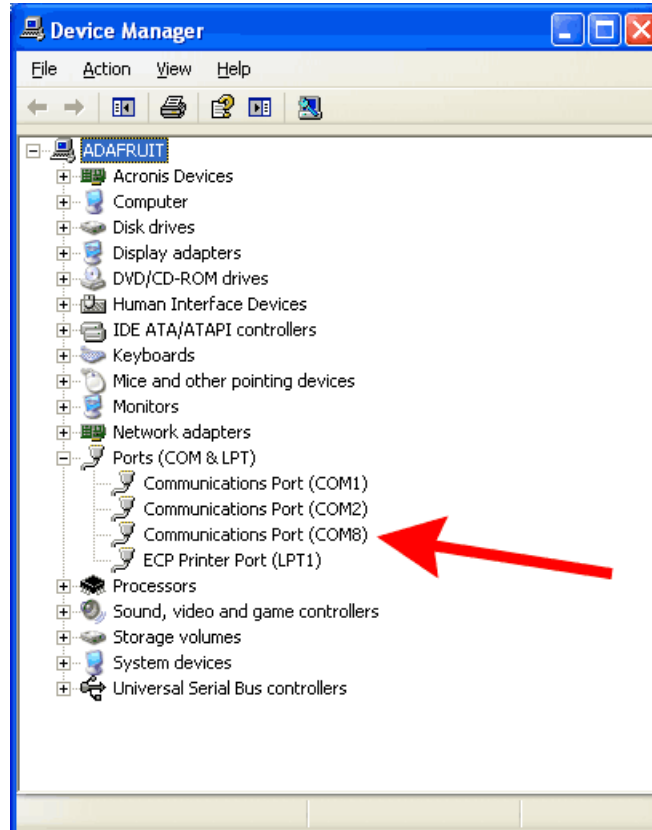 Device Manager
File Action View Help
ADAFRUIT
Acronis Devices
Computer
Disk drives
Display adapters
DVD/CD-ROM drives
Human Interface Devices
IDE ATA/ATAPI controllers
Keyboards
Mice and other pointing devices
Monitors
Network adapters
Ports (COM & LPT)
Communications Port (COM1)
Communications Port (COM2)
Communications Port (COM8)
ECP Printer Port (LPT1)
Processors
Sound, video and game controllers
Storage volumes
System devices
Universal Serial Bus controllers